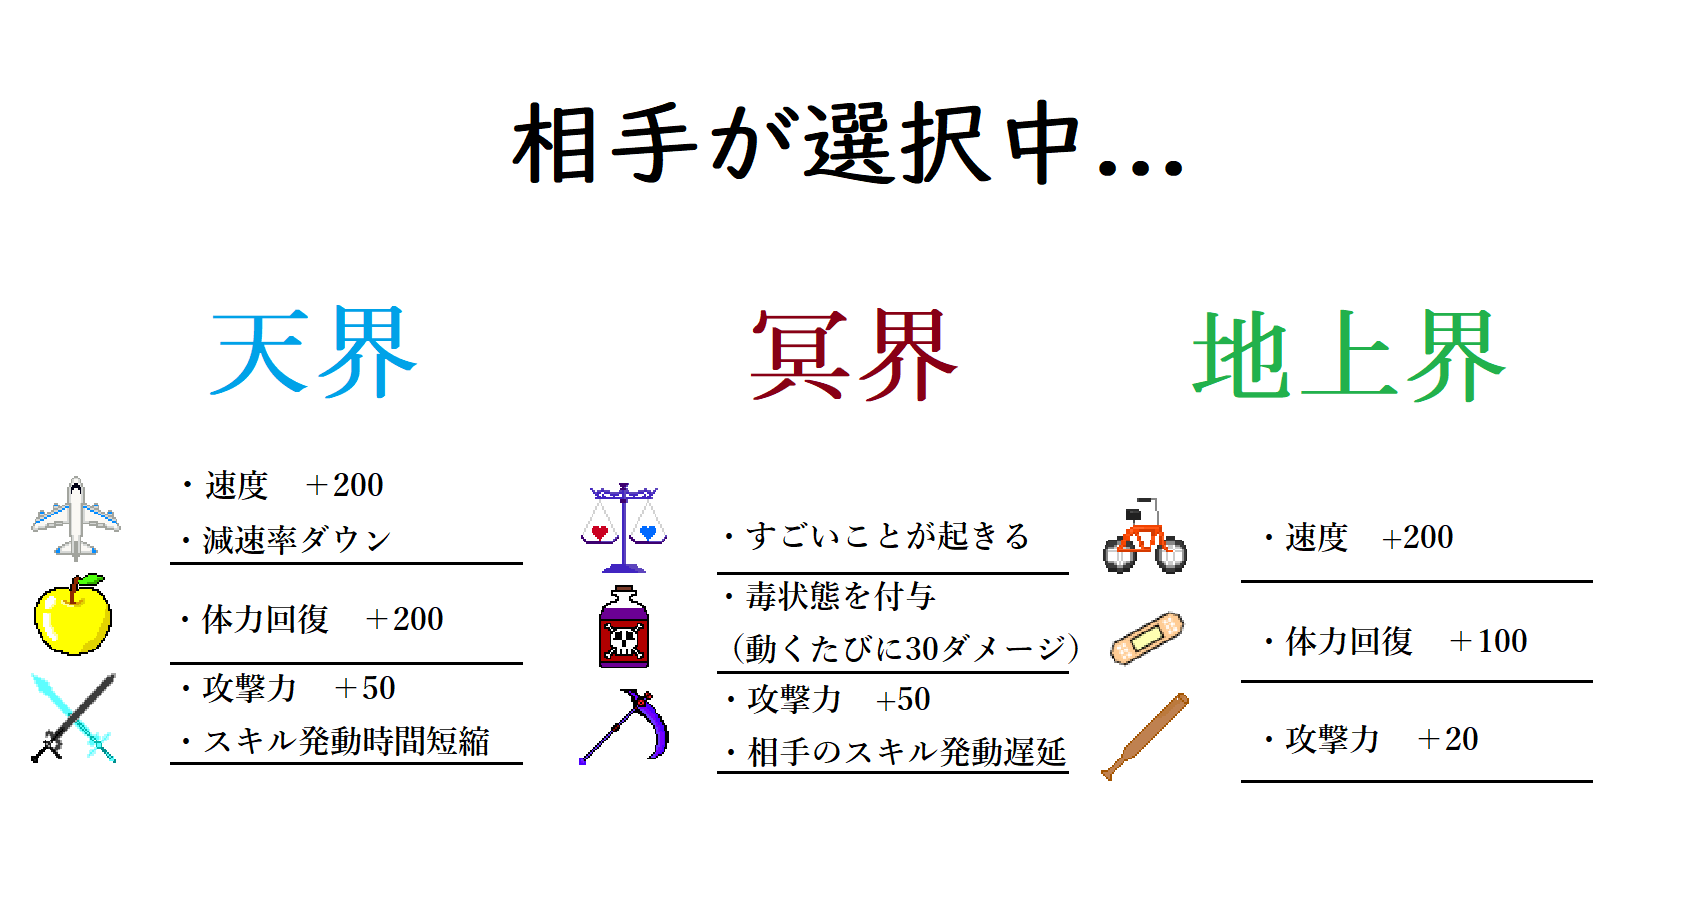 相手が選択中...
天界
・速度　＋200
・減速率ダウン
・体力回復　＋200
・攻撃力　＋50
・スキル発動時間短縮
冥界
・すごいことが起きる
・毒状態を付与
（動くたびに30ダメージ）
・攻撃力　+50
・相手のスキル発動遅延
地上界
・速度　+200
・体力回復　＋100
・攻撃力　＋20